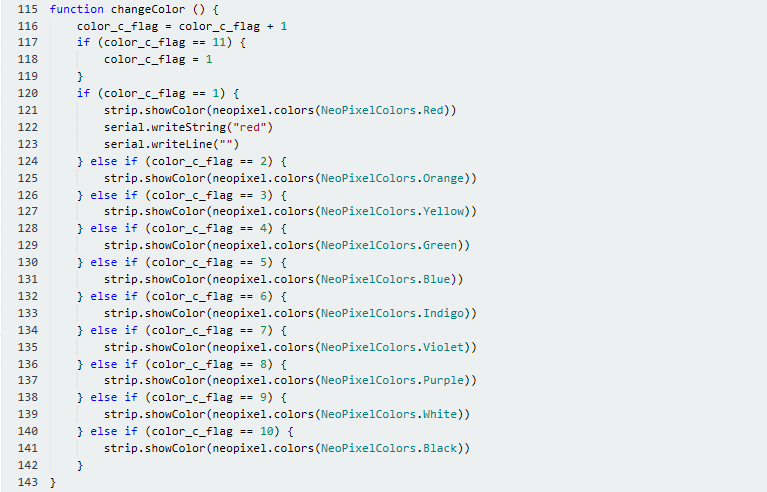 115 function changeColor () {
116     color_c_flag = color_c_flag + 1
117     if (color_c_flag == 11) {
118         color_c_flag = 1
119     }
120     if (color_c_flag == 1) {
121         strip.showColor(neopixel.colors(NeoPixelColors.Red))
122         serial.writeString("red")
123         serial.writeLine("")
124     } else if (color_c_flag == 2) {
125         strip.showColor(neopixel.colors(NeoPixelColors.Orange))
126     } else if (color_c_flag == 3) {
127         strip.showColor(neopixel.colors(NeoPixelColors.Yellow))
128     } else if (color_c_flag == 4) {
129         strip.showColor(neopixel.colors(NeoPixelColors.Green))
130     } else if (color_c_flag == 5) {
131         strip.showColor(neopixel.colors(NeoPixelColors.Blue))
132     } else if (color_c_flag == 6) {
133         strip.showColor(neopixel.colors(NeoPixelColors.Indigo))
134     } else if (color_c_flag == 7) {
135         strip.showColor(neopixel.colors(NeoPixelColors.Violet))
136     } else if (color_c_flag == 8) {
137         strip.showColor(neopixel.colors(NeoPixelColors.Purple))
138     } else if (color_c_flag == 9) {
139         strip.showColor(neopixel.colors(NeoPixelColors.White))
140     } else if (color_c_flag == 10) {
141         strip.showColor(neopixel.colors(NeoPixelColors.Black))
142     }
143 }